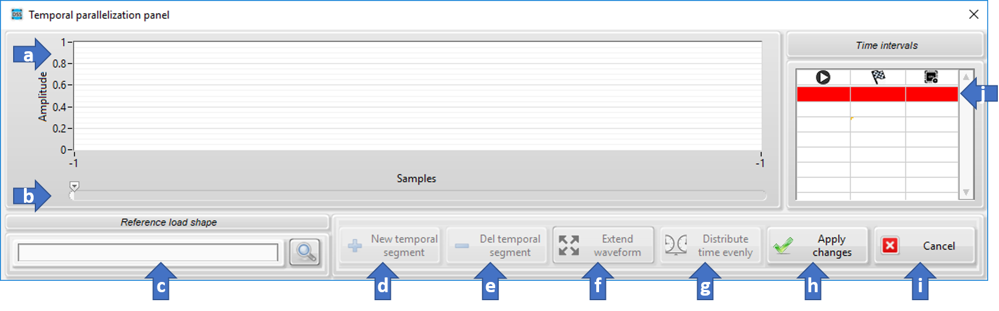 DSS Temporal parallelization panel
a
1
0.8
0.6
0.4
0.2
0
Amplitude
-1
-1
Samples
b
Time intervals
j
Reference load shape
New temporal
segment
Del temporal
segment
Extend
waveform
Distribute
time evenly
Apply
changes
Cancel
c
d
e
f
g
h
i